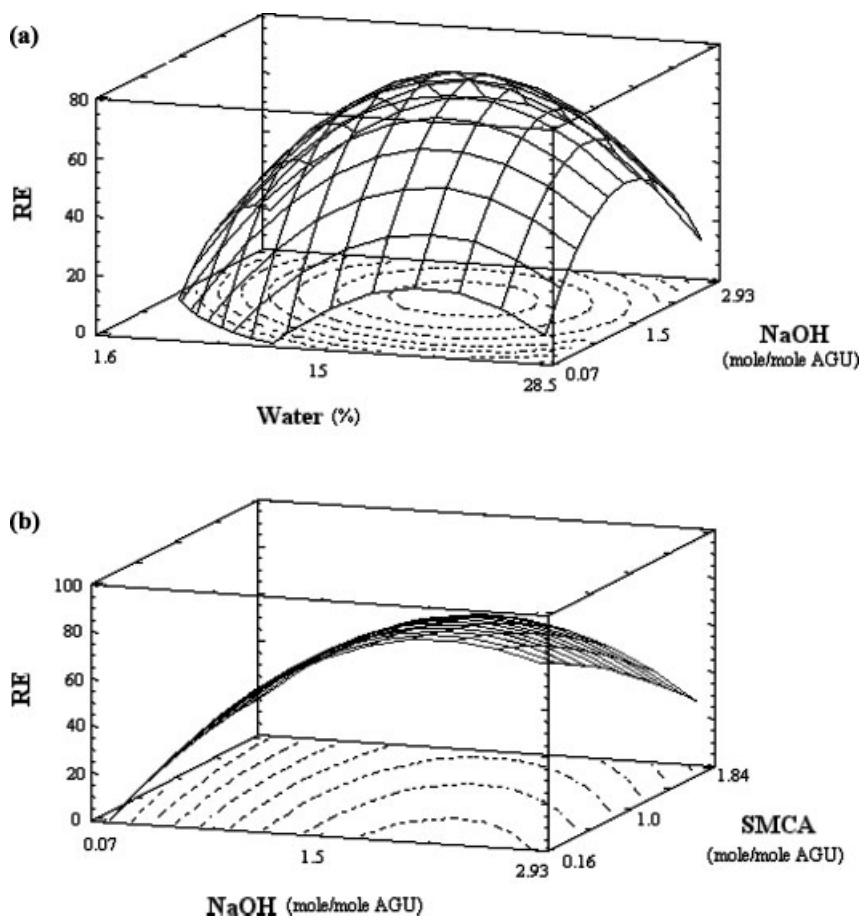 (a)
80
60
40
20
0
RE
1.6
15
28.5
Water (%)
0.07
1.5
2.93
NaOH
(mole/mole AGU)
(b)
100
80
60
40
20
0
RE
0.07
1.5
2.93
NaOH (mole/mole AGU)
0.16
1.0
1.84
SMCA
(mole/mole AGU)